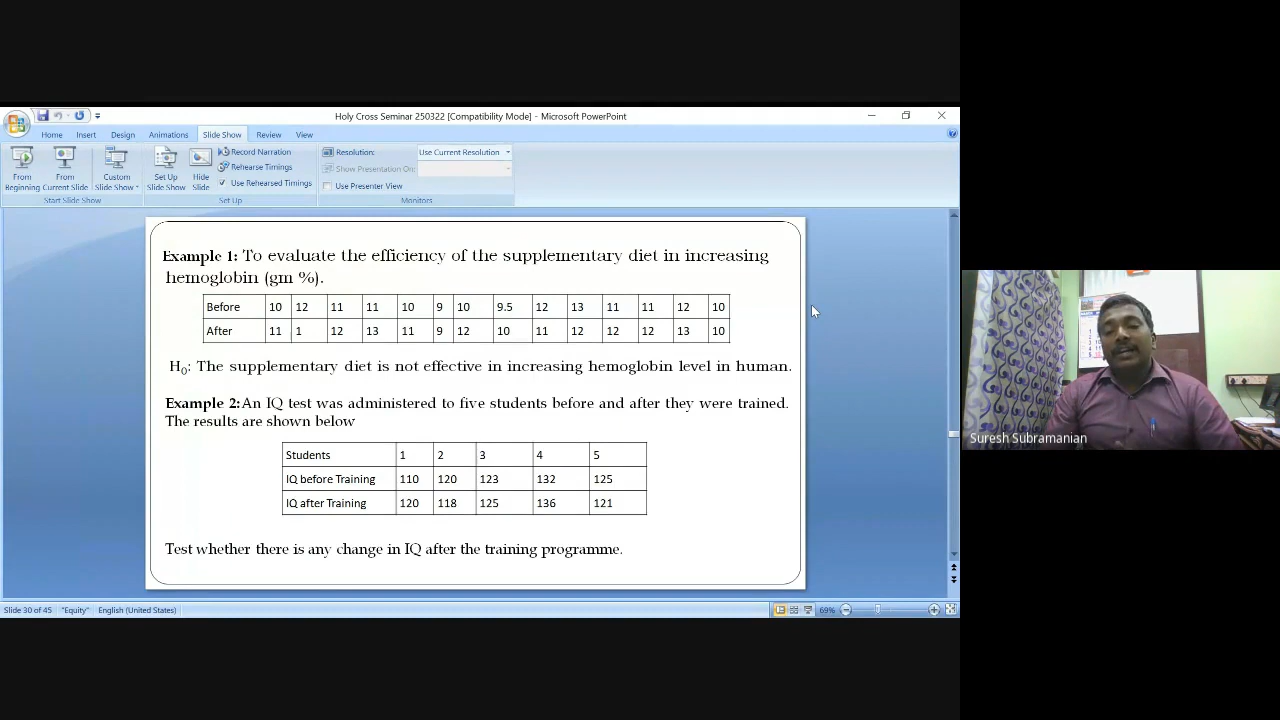 Holy Cross Seminar 250322 [Compatibility Mode] - Microsoft PowerPoint
Home Insert Design Animations Slide Show Review View
From Beginning
From Current Slide
Custom Slide Show
Start Slide Show
Set Up Slide Show
Hide Slide
Record Narration
Rehearse Timings
Use Rehearsed Timings
Set Up
Resolution: Use Current Resolution
Show Presentation On:
Use Presenter View
Monitors
Example 1: To evaluate the efficiency of the supplementary diet in increasing
hemoglobin (gm %).
Before 10 12 11 11 10 9 10 9.5 12 13 11 11 12 10
After 11 1 12 13 11 9 12 10 11 12 12 12 13 10
H0: The supplementary diet is not effective in increasing hemoglobin level in human.
Example 2: An IQ test was administered to five students before and after they were trained.
The results are shown below
Students 1 2 3 4 5
IQ before Training 110 120 123 132 125
IQ after Training 120 118 125 136 121
Test whether there is any change in IQ after the training programme.
Slide 30 of 45 "Equity" English (United States) 69%
Suresh Subramanian